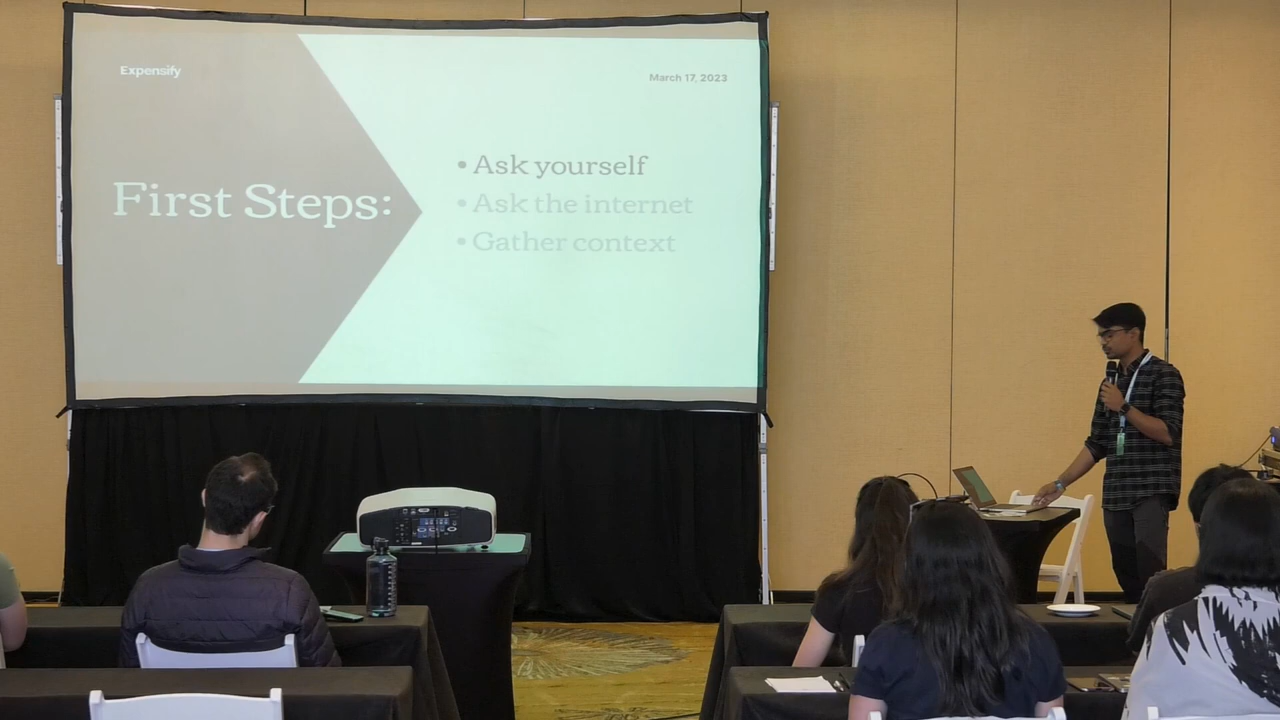 Expensify
March 17, 2023
First Steps:
• Ask yourself
• Ask the internet
• Gather context